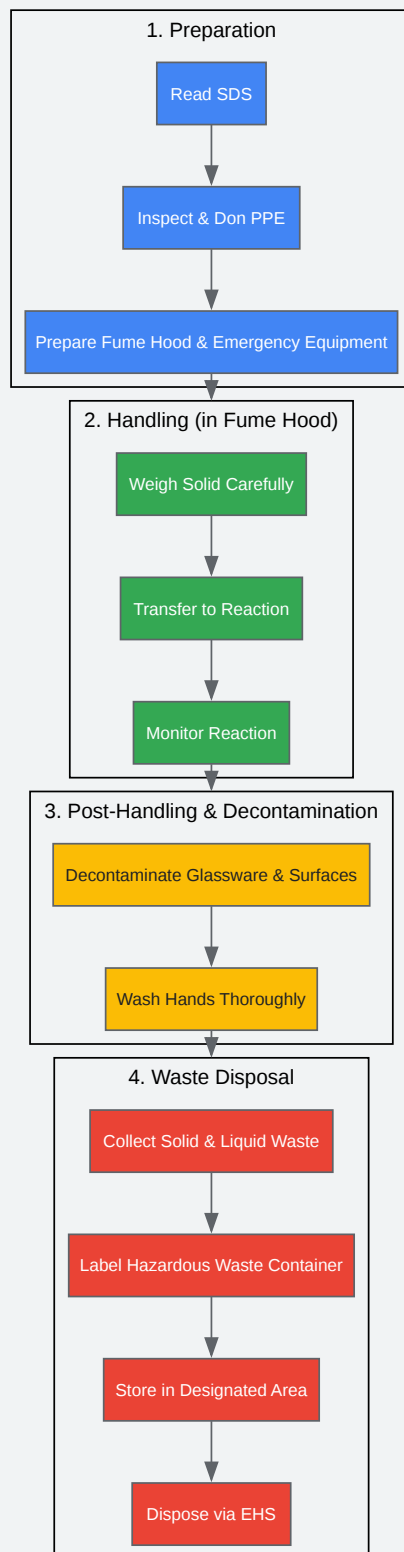 1. Preparation
Read SDS
Inspect & Don PPE
Prepare Fume Hood & Emergency Equipment
2. Handling (in Fume Hood)
Weigh Solid Carefully
Transfer to Reaction
Monitor Reaction
3. Post-Handling & Decontamination
Decontaminate Glassware & Surfaces
Wash Hands Thoroughly
4. Waste Disposal
Collect Solid & Liquid Waste
Label Hazardous Waste Container
Store in Designated Area
Dispose via EHS